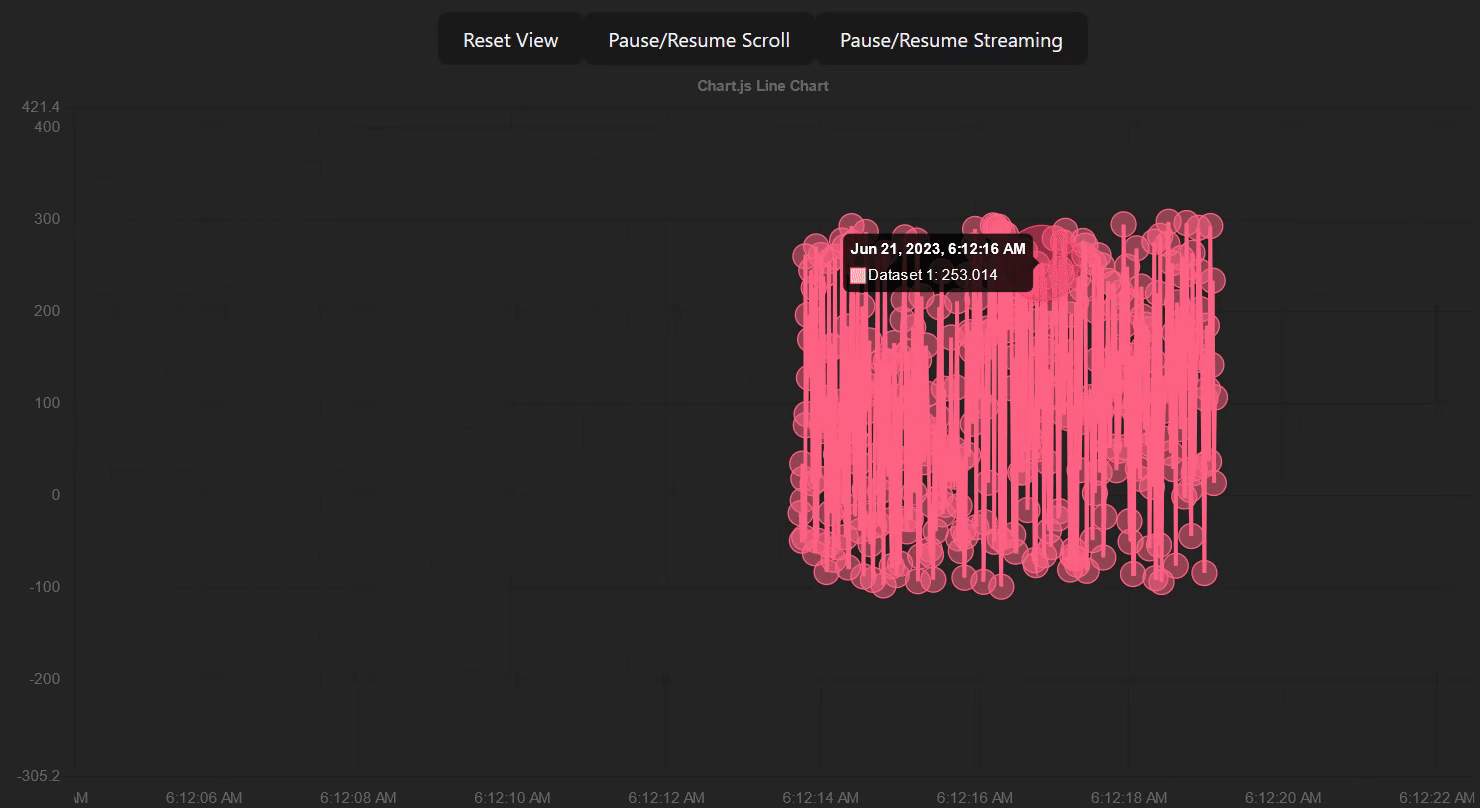 Reset View
Pause/Resume Scroll
Pause/Resume Streaming
Chart.js Line Chart
421.4
400
300
Jun 21, 2023, 6:12:16 AM
Dataset 1: 253.014
200
100
0
-100
-200
-305.2
AM
6:12:06 AM
6:12:08 AM
6:12:10 AM
6:12:12 AM
6:12:14 AM
6:12:16 AM
6:12:18 AM
6:12:20 AM
6:12:22 AM